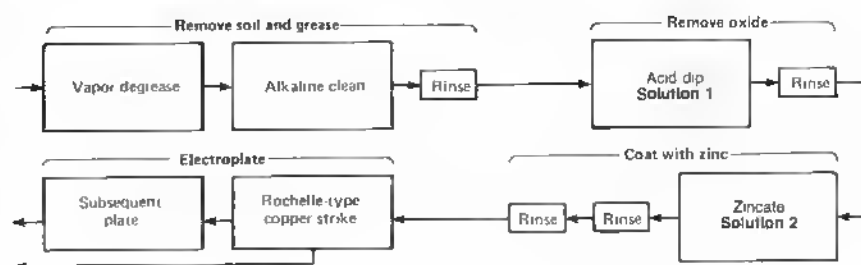 Remove soil and grease
Remove oxide
Vapor degrease
Alkaline clean
Rinse
Acid dip
Solution 1
Rinse
Electroplate
Coat with zinc
Subsequent
plate
Rochelle-type
copper strike
Rinse
Rinse
Zincate
Solution 2